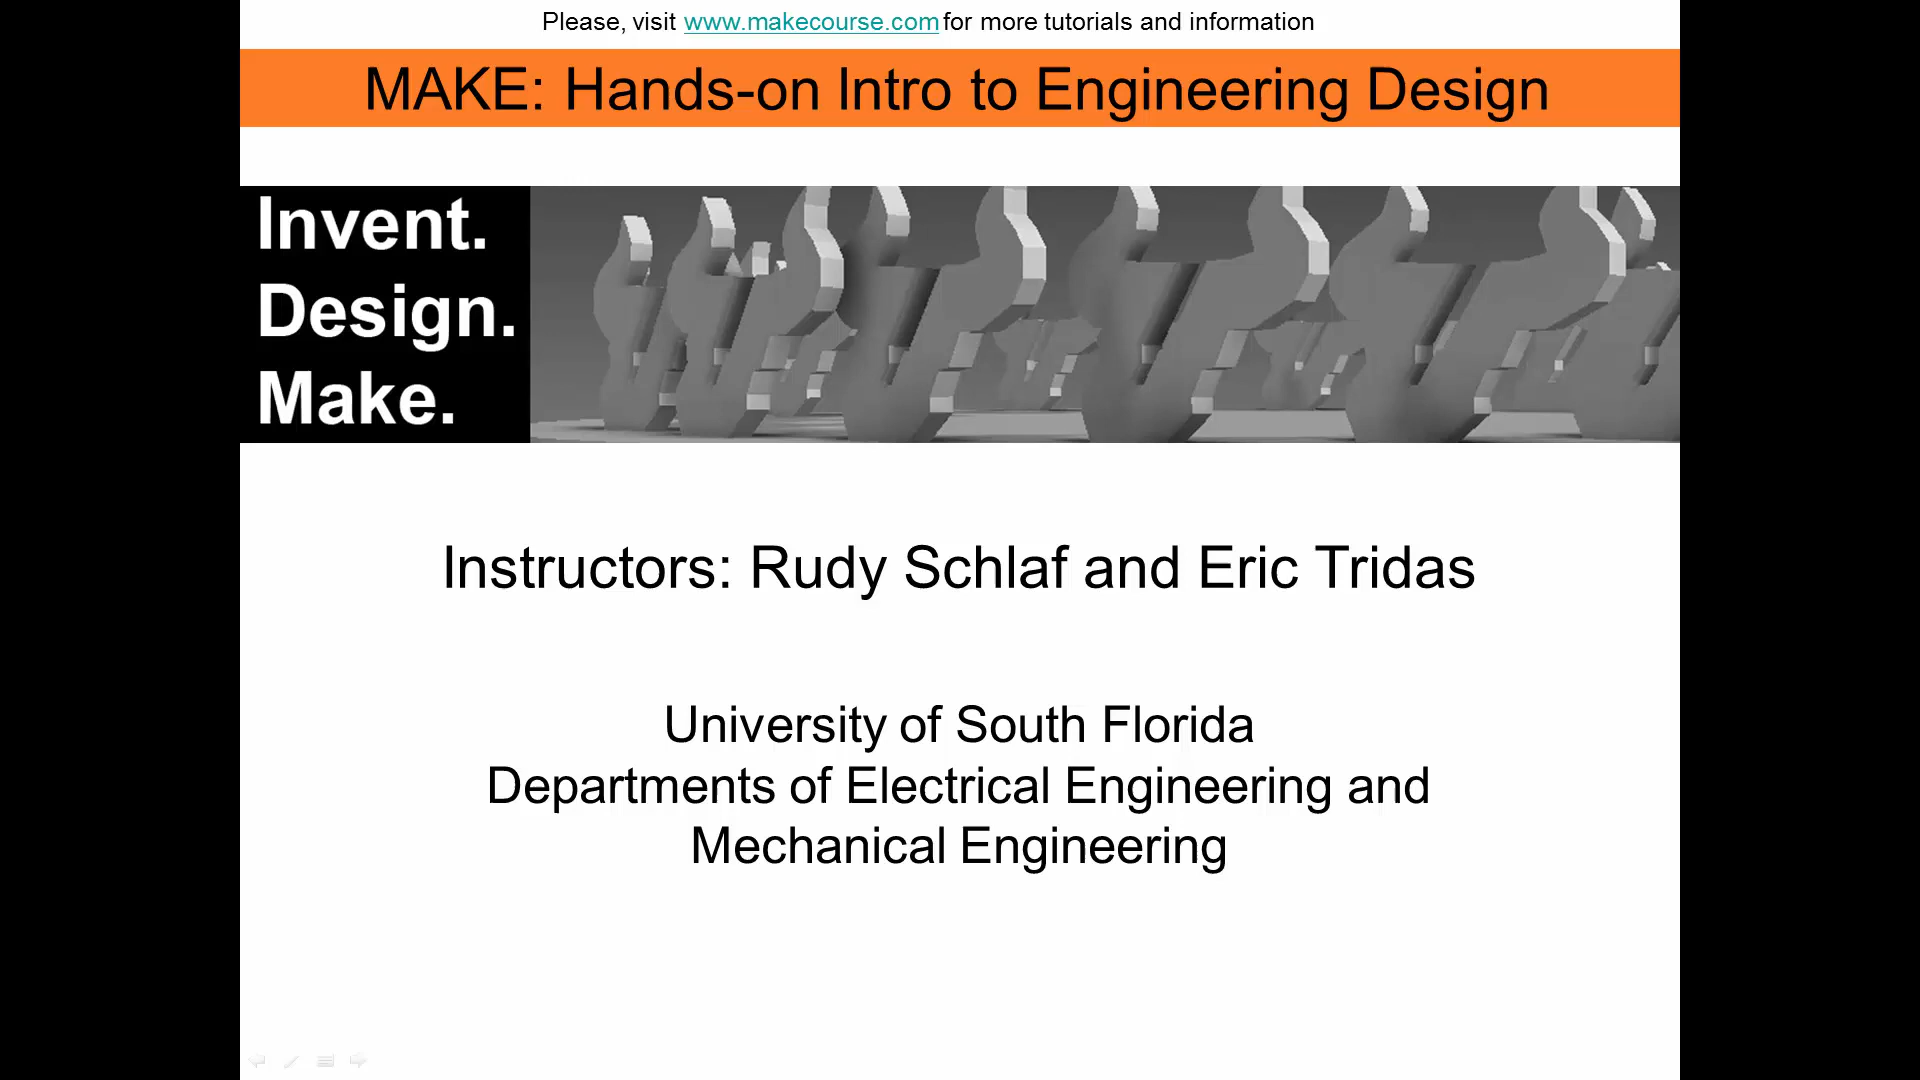 Please, visit www.makecourse.com for more tutorials and information
MAKE: Hands-on Intro to Engineering Design
Invent.
Design.
Make.
Instructors: Rudy Schlaf and Eric Tridas
University of South Florida
Departments of Electrical Engineering and
Mechanical Engineering